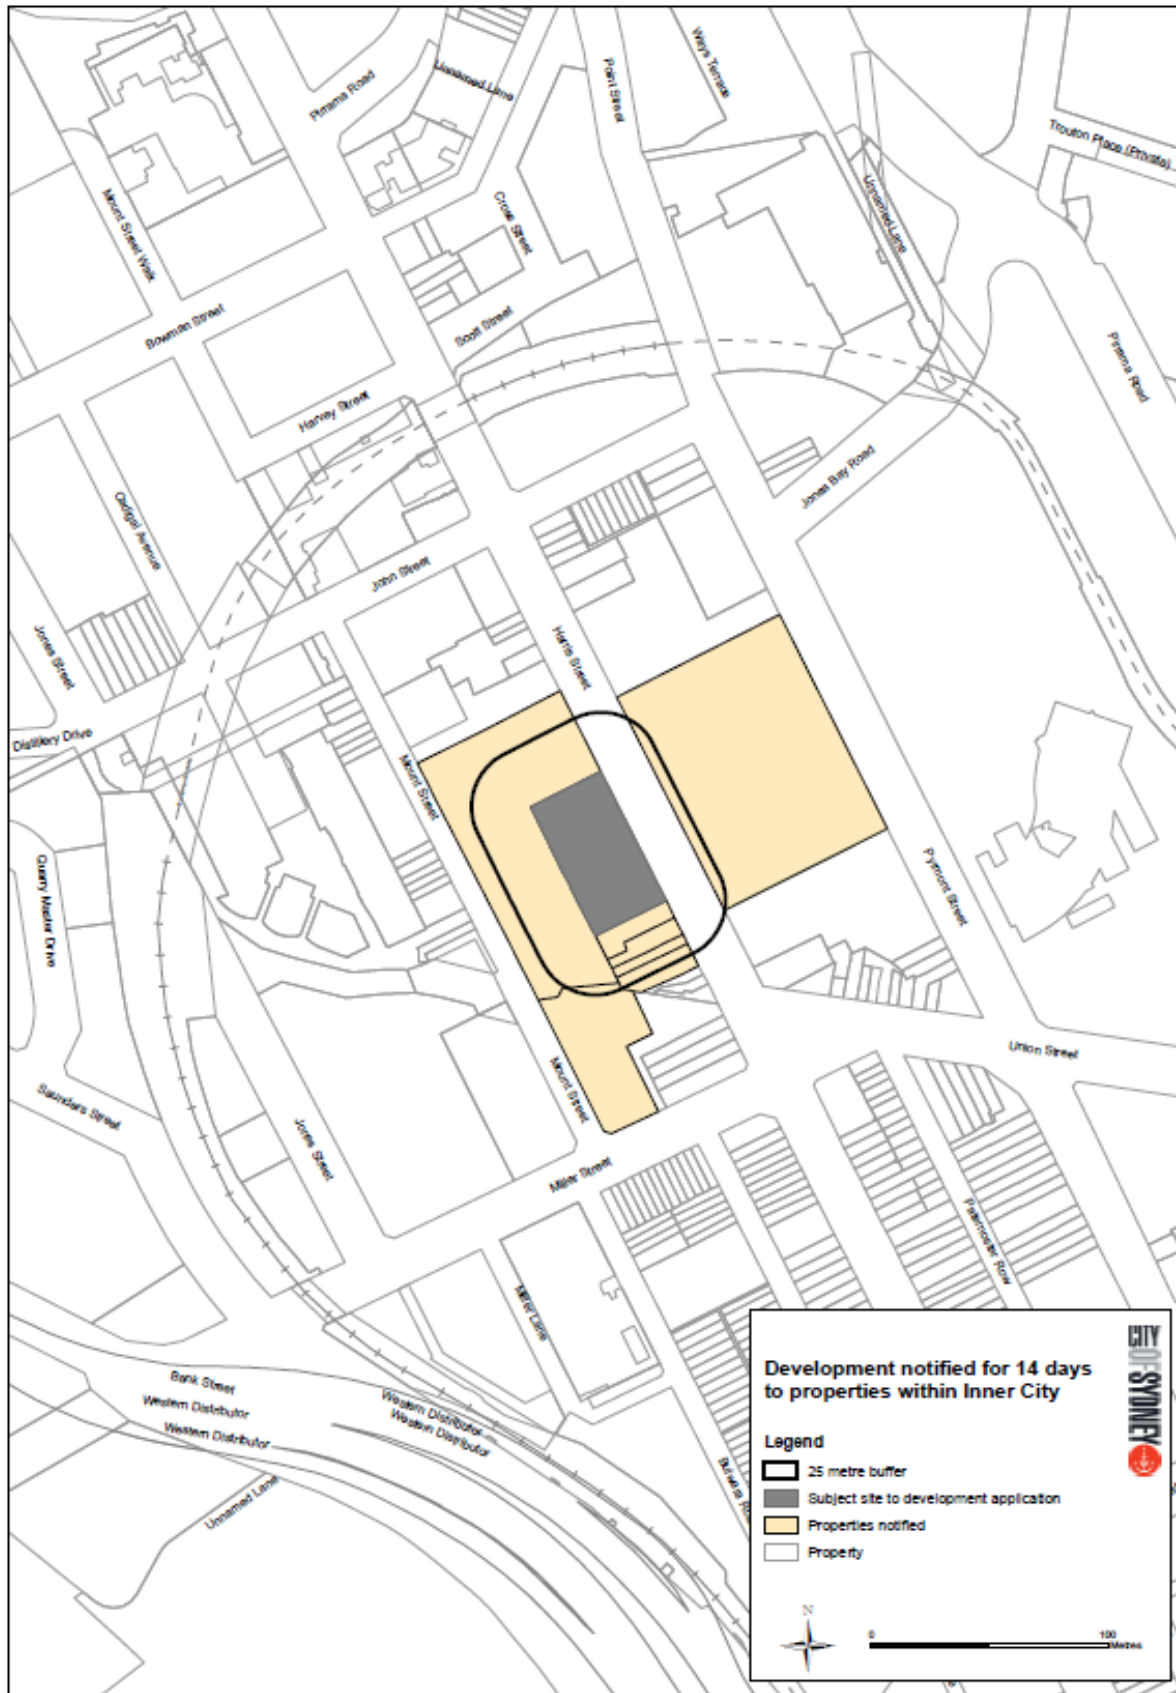 Ways Terrace
Point Street
Unnamed Lane
Pirrama Road
Trouton Place (Private)
Unnamed Lane
Mount Street Walk
Cross Street
Bowman Street
Scott Street
Pirrama Road
Harvey Street
Jones Bay Road
Cadigal Avenue
John Street
Jones Street
Harris Street
Distillery Drive
Mount Street
Quarry Master Drive
Pyrmont Street
Union Street
Saunders Street
Mount Street
Jones Street
Miller Street
Paternoster Row
Miller Lane
Bank Street
Western Distributor
Western Distributor
Western Distributor
Western Distributor
Unnamed Lane
Bulwara Ro
Development notified for 14 days
to properties within Inner City
CITY OF SYDNEY
Legend
25 metre buffer
Subject site to development application
Properties notified
Property
N
0 100
Metres